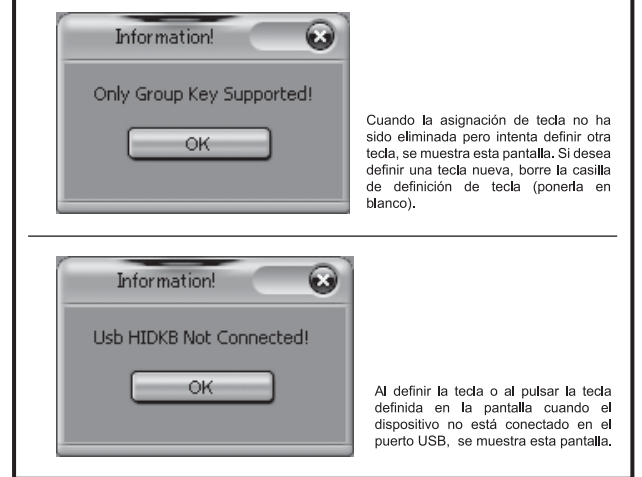 Information!
Only Group Key Supported!
OK
Cuando la asignación de tecla no ha
sido eliminada pero intenta definir otra
tecla, se muestra esta pantalla. Si desea
definir una tecla nueva, borre la casilla
de definición de tecla (ponerla en
blanco).
Information!
Usb HIDKB Not Connected!
OK
Al definir la tecla o al pulsar la tecla
definida en la pantalla cuando el
dispositivo no está conectado en el
puerto USB, se muestra esta pantalla.